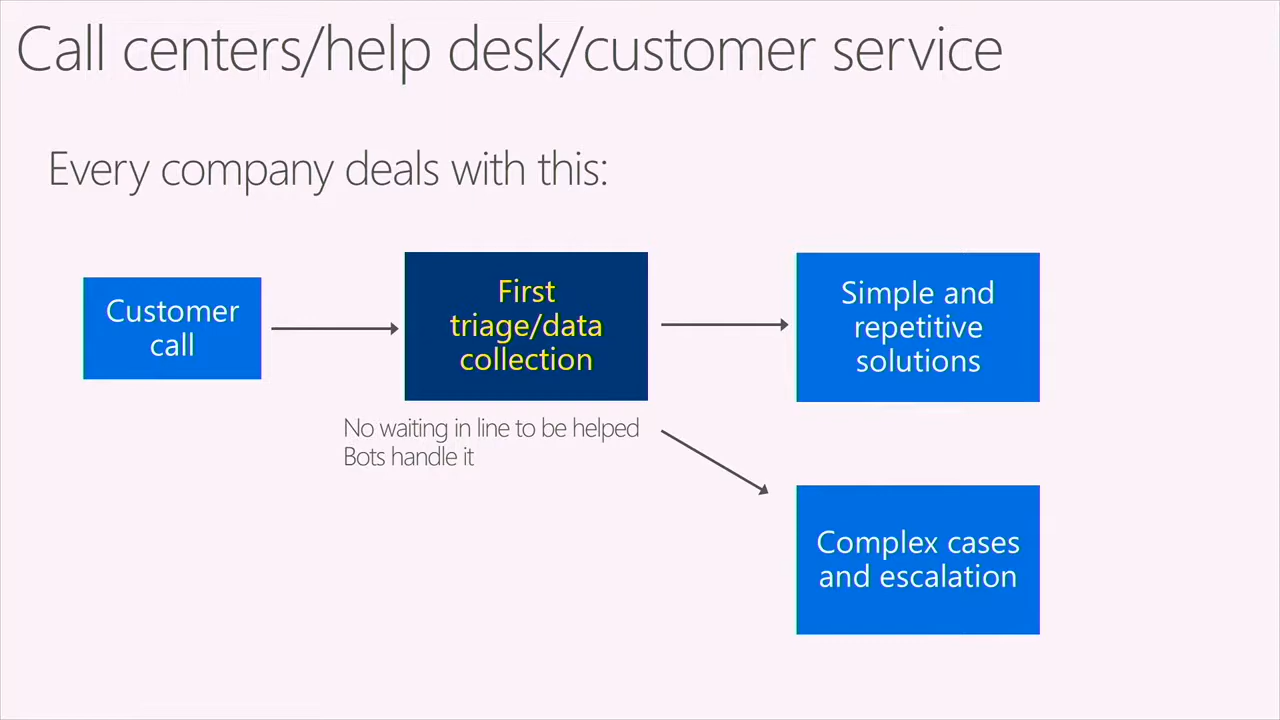 Call centers/help desk/customer service
Every company deals with this:
Customer
call
First
triage/data
collection
No waiting in line to be helped
Bots handle it
Simple and
repetitive
solutions
Complex cases
and escalation